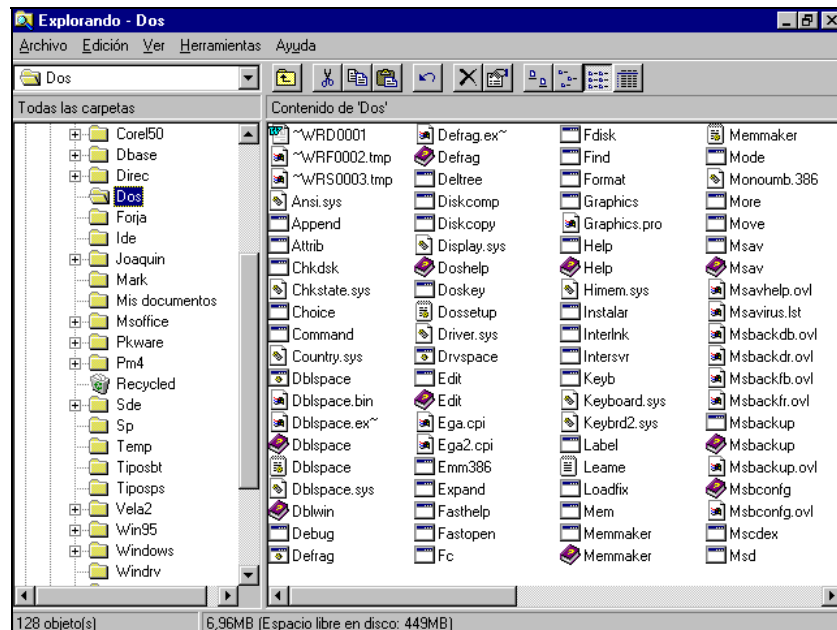 Explorando - Dos
Archivo Edición Ver Herramientas Ayuda
Dos
Todas las carpetas
Contenido de 'Dos'
Corel50
Dbase
Direc
Dos
Forja
Ide
Joaquin
Mark
Mis documentos
Msoffice
Pkware
Pm4
Recycled
Sde
Sp
Temp
Tiposbt
Tiposps
Vela2
Win95
Windows
Windrv
~WRD0001
~WRF0002.tmp
~WRS0003.tmp
Ansi.sys
Append
Attrib
Chkdsk
Chkstate.sys
Choice
Command
Country.sys
Dblspace
Dblspace.bin
Dblspace.ex~
Dblspace
Dblspace
Dblspace.sys
Dblwin
Debug
Defrag
Defrag.ex~
Defrag
Deltree
Diskcomp
Diskcopy
Display.sys
Doshelp
Doskey
Dossetup
Driver.sys
Drvspace
Edit
Edit
Ega.cpi
Ega2.cpi
Emm386
Expand
Fasthelp
Fastopen
Fc
Fdisk
Find
Format
Graphics
Graphics.pro
Help
Help
Himem.sys
Instalar
Interlnk
Intersvr
Keyb
Keyboard.sys
Keybrd2.sys
Label
Leame
Loadfix
Mem
Memmaker
Memmaker
Memmaker
Mode
Monoumb.386
More
Move
Msav
Msav
Msavhelp.ovl
Msavirus.lst
Msbackdb.ovl
Msbackdr.ovl
Msbackfb.ovl
Msbackfr.ovl
Msbackup
Msbackup
Msbackup.ovl
Msbconfg
Msbconfg.ovl
Mscdex
Msd
128 objeto(s)
6,96MB (Espacio libre en disco: 449MB)